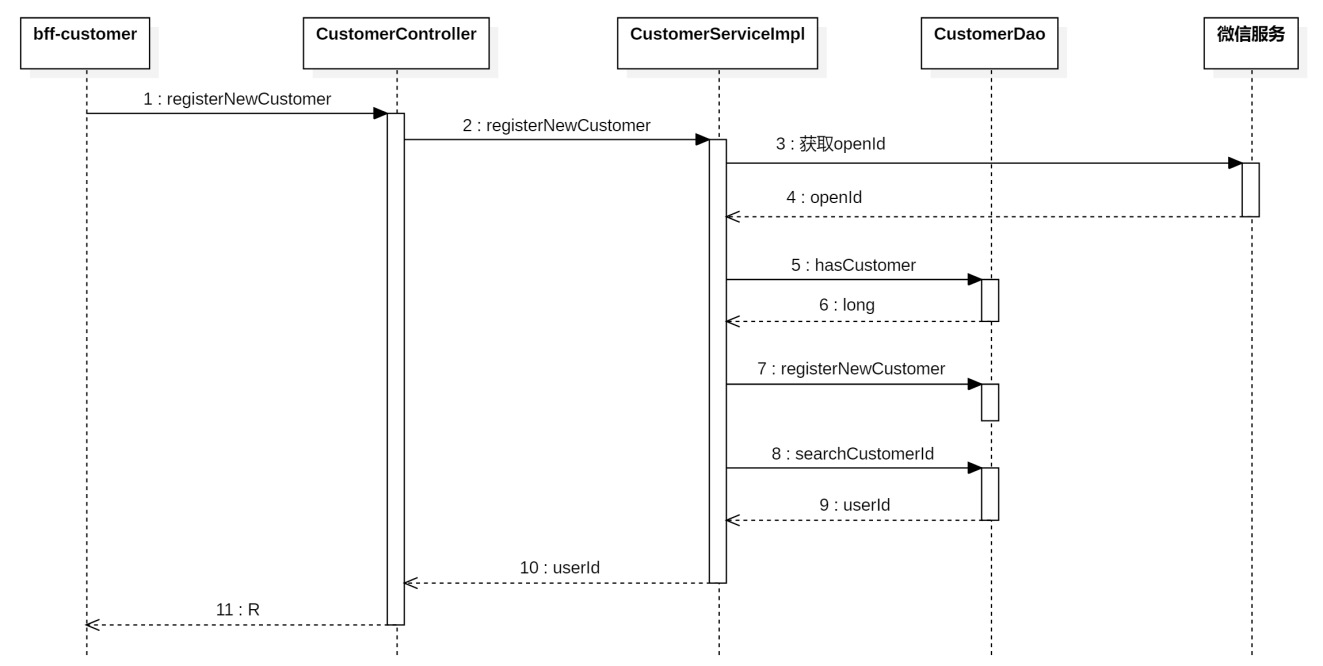 bff-customer
CustomerController
CustomerServiceImpl
CustomerDao
微信服务
1 : registerNewCustomer
2 : registerNewCustomer
3 : 获取openId
4 : openId
5 : hasCustomer
6 : long
7 : registerNewCustomer
8 : searchCustomerId
9 : userId
10 : userId
11 : R